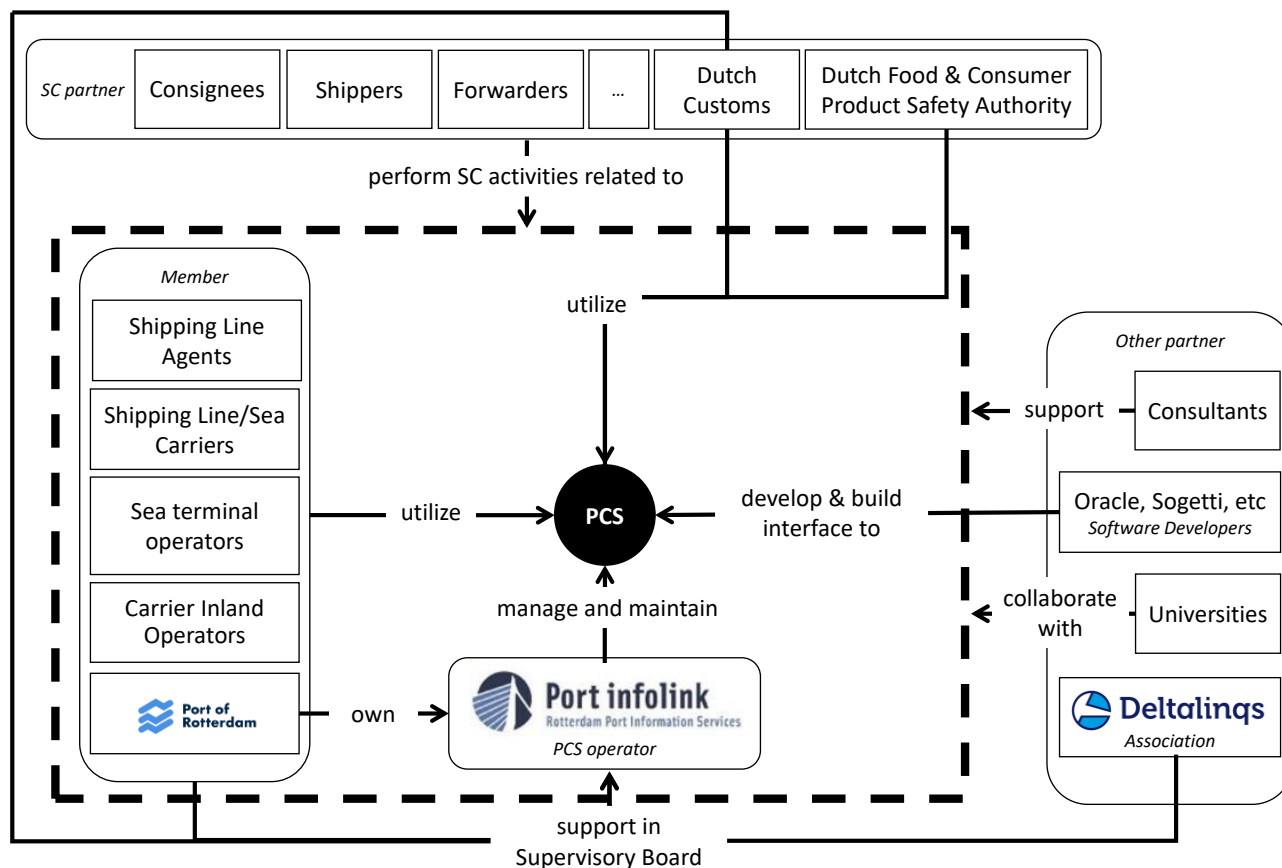 SC partner
Consignees
Shippers
Forwarders
...
Dutch
Customs
Dutch Food & Consumer
Product Safety Authority
perform SC activities related to
Member
Shipping Line
Agents
Shipping Line/Sea
Carriers
Sea terminal
operators
Carrier Inland
Operators
Port of
Rotterdam
utilize
utilize
PCS
own
manage and maintain
Port infolink
Rotterdam Port Information Services
PCS operator
develop & build
interface to
Other partner
support
Consultants
Oracle, Sogetti, etc
Software Developers
collaborate
with
Universities
Deltalinqs
Association
support in
Supervisory Board